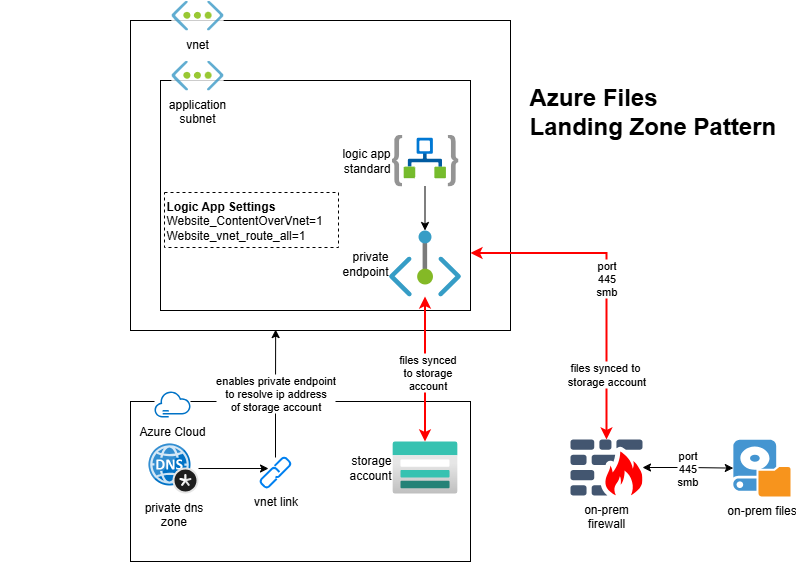 vnet
application
subnet
Azure Files
Landing Zone Pattern
logic app
standard
Logic App Settings
Website_ContentOverVnet=1
Website_vnet_route_all=1
private
endpoint
port
445
smb
files synced
to storage
account
files synced to
storage account
enables private endpoint
to resolve ip address
of storage account
Azure Cloud
DNS
private dns
zone
vnet link
storage
account
on-prem
firewall
port
445
smb
on-prem files